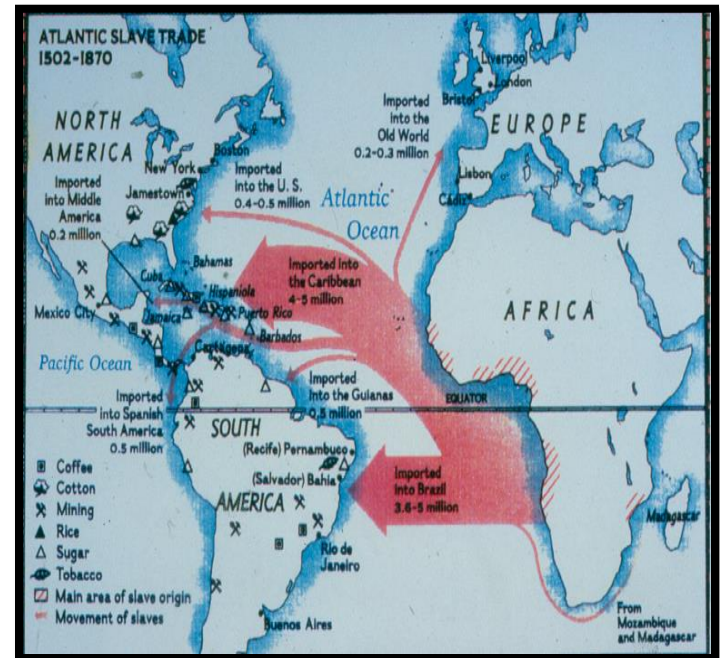 ATLANTIC SLAVE TRADE
1502-1870
NORTH
AMERICA
Boston
New York
Jamestown
Imported
into Middle
America
0.2 million
Imported
into the U. S.
0.4-0.5 million
Atlantic
Ocean
Imported
into the
Old World
0.2-0.3 million
Liverpool
London
Bristol
EUROPE
Lisbon
Cádiz
Bahamas
Cuba
Hispaniola
Puerto Rico
Jamaica
Barbados
Mexico City
Cartagena
Imported into
the Caribbean
4-5 million
AFRICA
Pacific Ocean
Imported
into Spanish
South America
0.5 million
Imported
into the Guianas
0.5 million
EQUATOR
SOUTH
AMERICA
(Recife) Pernambuco
(Salvador) Bahia
Imported
into Brazil
3.6-5 million
Rio de
Janeiro
Buenos Aires
Madagascar
From
Mozambique
and Madagascar
Coffee
Cotton
Mining
Rice
Sugar
Tobacco
Main area of slave origin
Movement of slaves